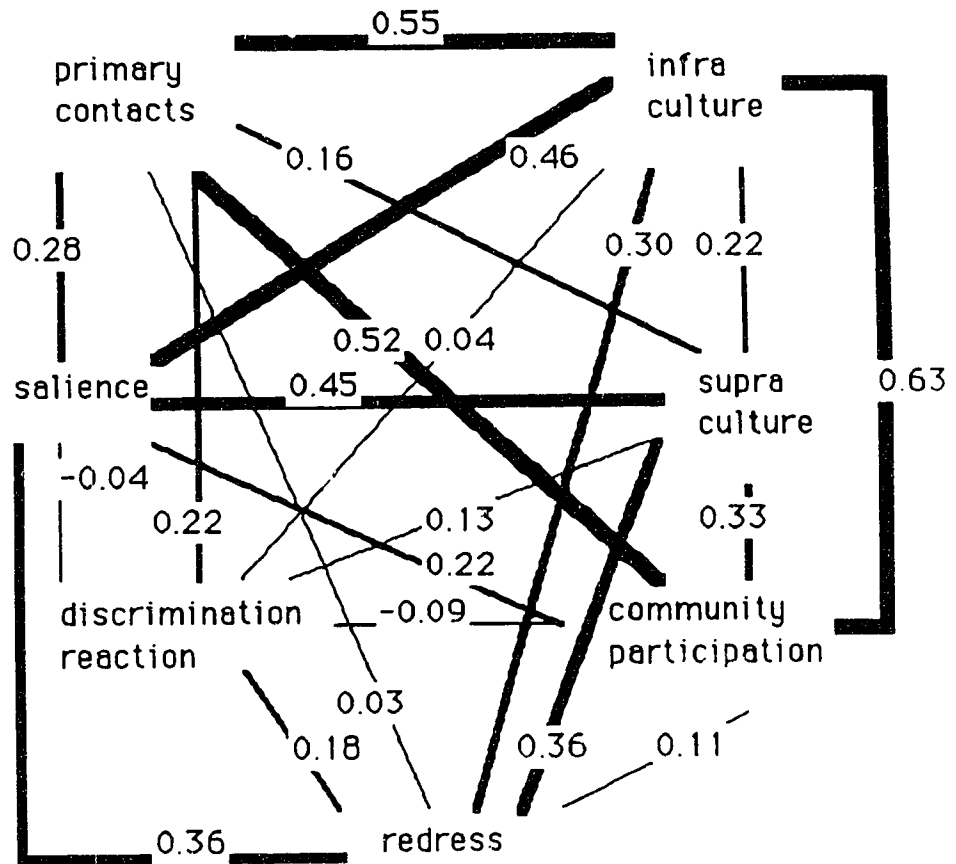 0.55
primary
contacts
infra
culture
0.16
0.46
0.28
0.30
0.22
0.52
0.04
salience
0.45
supra
culture
0.63
-0.04
0.22
0.13
0.33
0.22
discrimination
reaction
-0.09
community
participation
0.03
0.18
0.36
0.11
0.36
redress